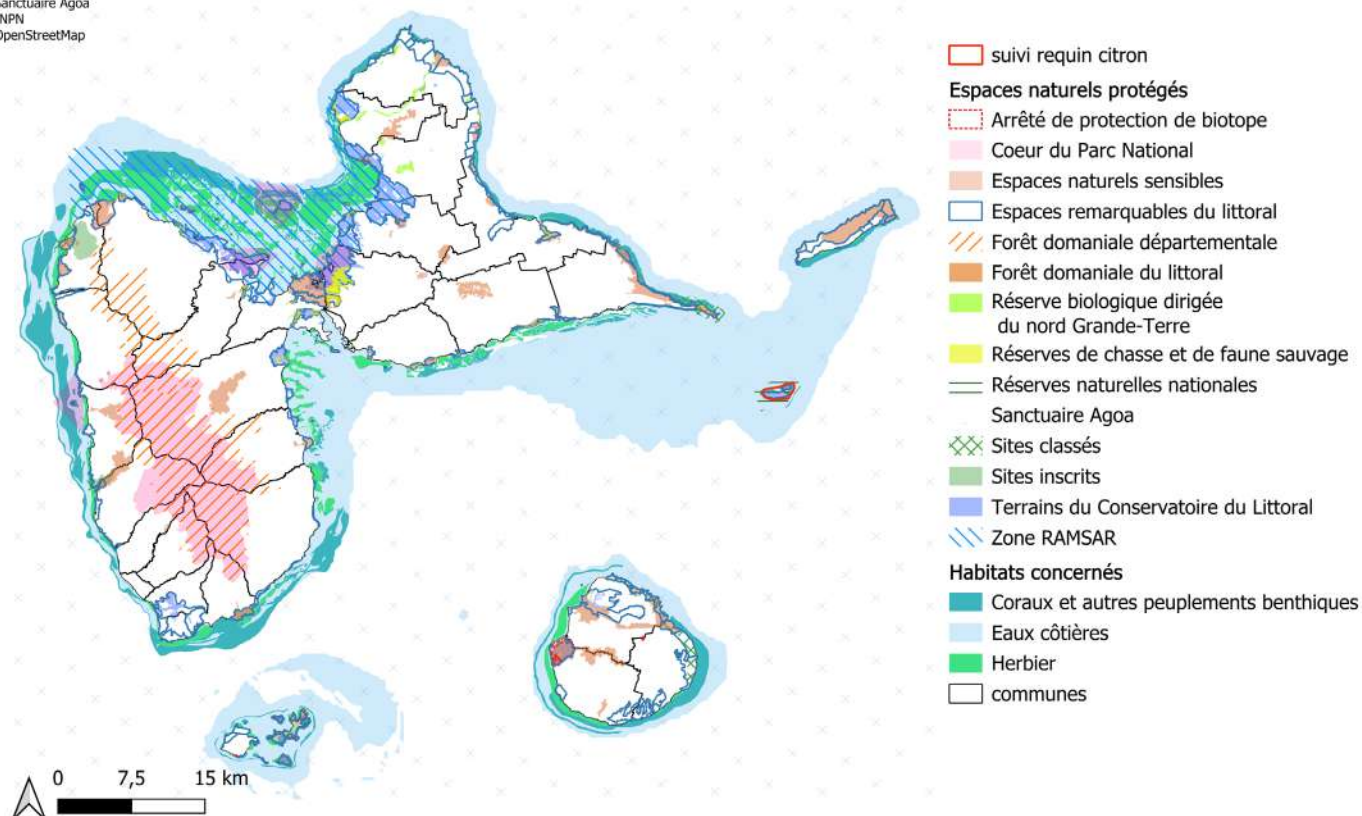 Sanctuaire Agoa
INPN
OpenStreetMap
suivi requin citron
Espaces naturels protégés
Arrêté de protection de biotope
Coeur du Parc National
Espaces naturels sensibles
Espaces remarquables du littoral
Forêt domaniale départementale
Forêt domaniale du littoral
Réserve biologique dirigée
du nord Grande-Terre
Réserves de chasse et de faune sauvage
Réserves naturelles nationales
Sanctuaire Agoa
Sites classés
Sites inscrits
Terrains du Conservatoire du Littoral
Zone RAMSAR
Habitats concernés
Coraux et autres peuplements benthiques
Eaux côtières
Herbier
communes
0 7,5 15 km